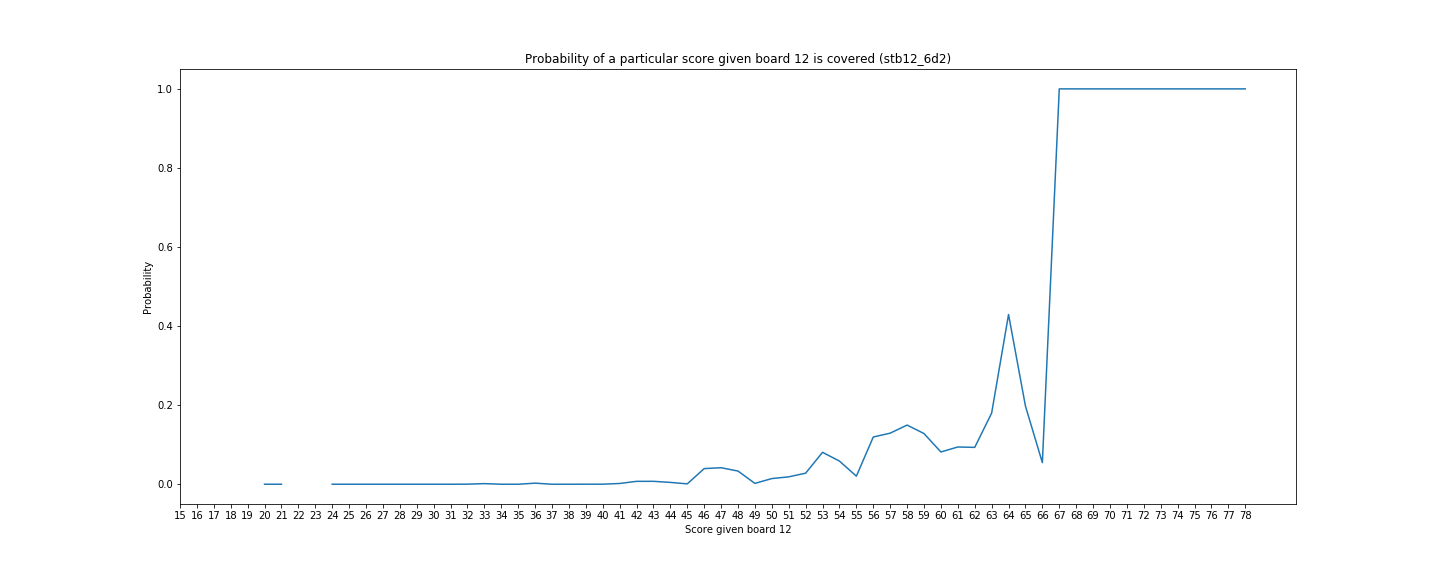 Probability of a particular score given board 12 is covered (stb12_6d2)
1.0
0.8
0.6
0.4
0.2
0.0
Probability
15 16 17 18 19 20 21 22 23 24 25 26 27 28 29 30 31 32 33 34 35 36 37 38 39 40 41 42 43 44 45 46 47 48 49 50 51 52 53 54 55 56 57 58 59 60 61 62 63 64 65 66 67 68 69 70 71 72 73 74 75 76 77 78
Score given board 12